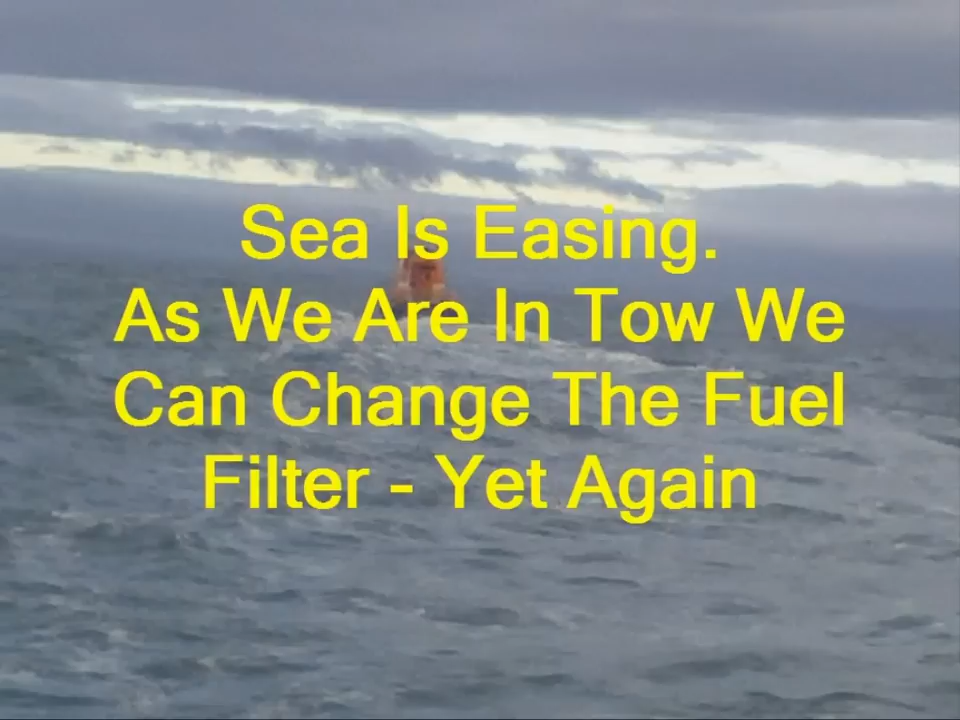 Sea Is Easing.
As We Are In Tow We
Can Change The Fuel
Filter - Yet Again